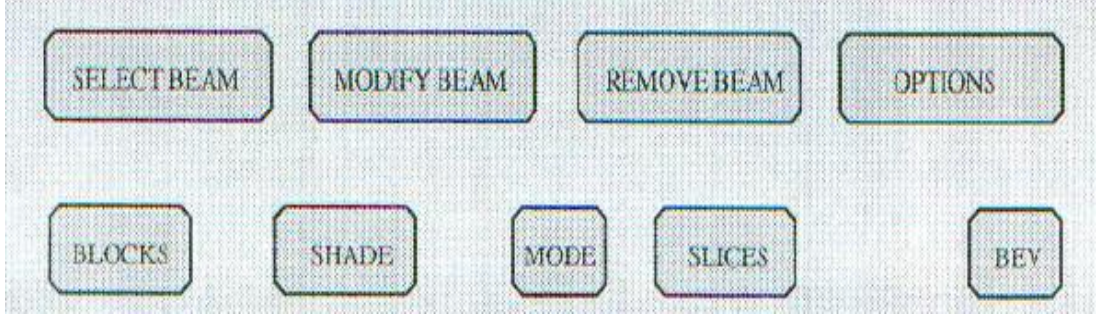 SELECT BEAM MODIFY BEAM REMOVE BEAM OPTIONS
BLOCKS SHADE MODE SLICES BEV